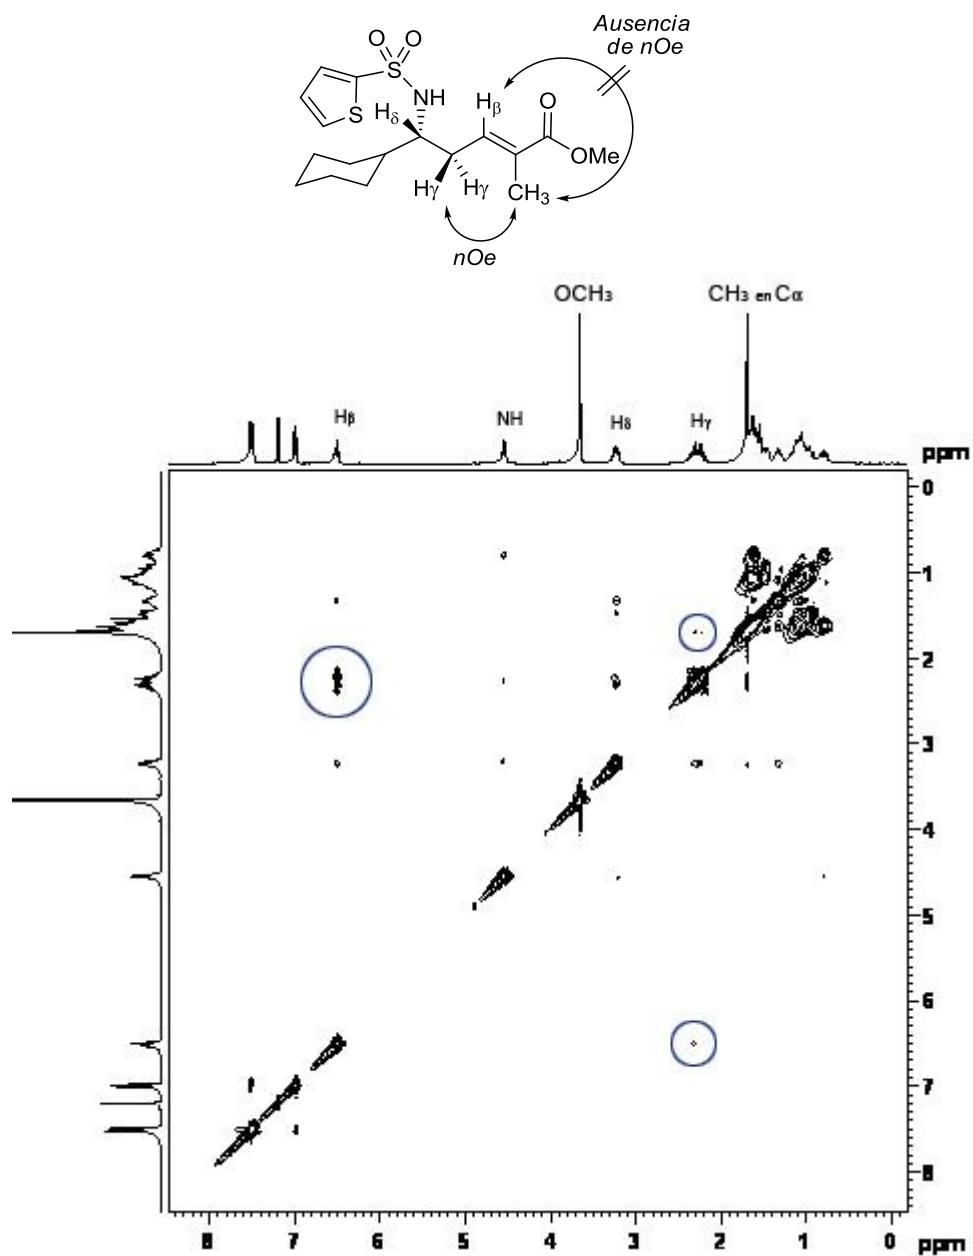 Ausencia
de nOe
O O
S
NH
Hδ
Hβ
O
S
OMe
Hγ Hγ
CH3
nOe
OCH3 CH3 en Cα
Hβ NH Hδ Hγ
ppm
0
1
2
3
4
5
6
7
8
8 7 6 5 4 3 2 1 0 ppm